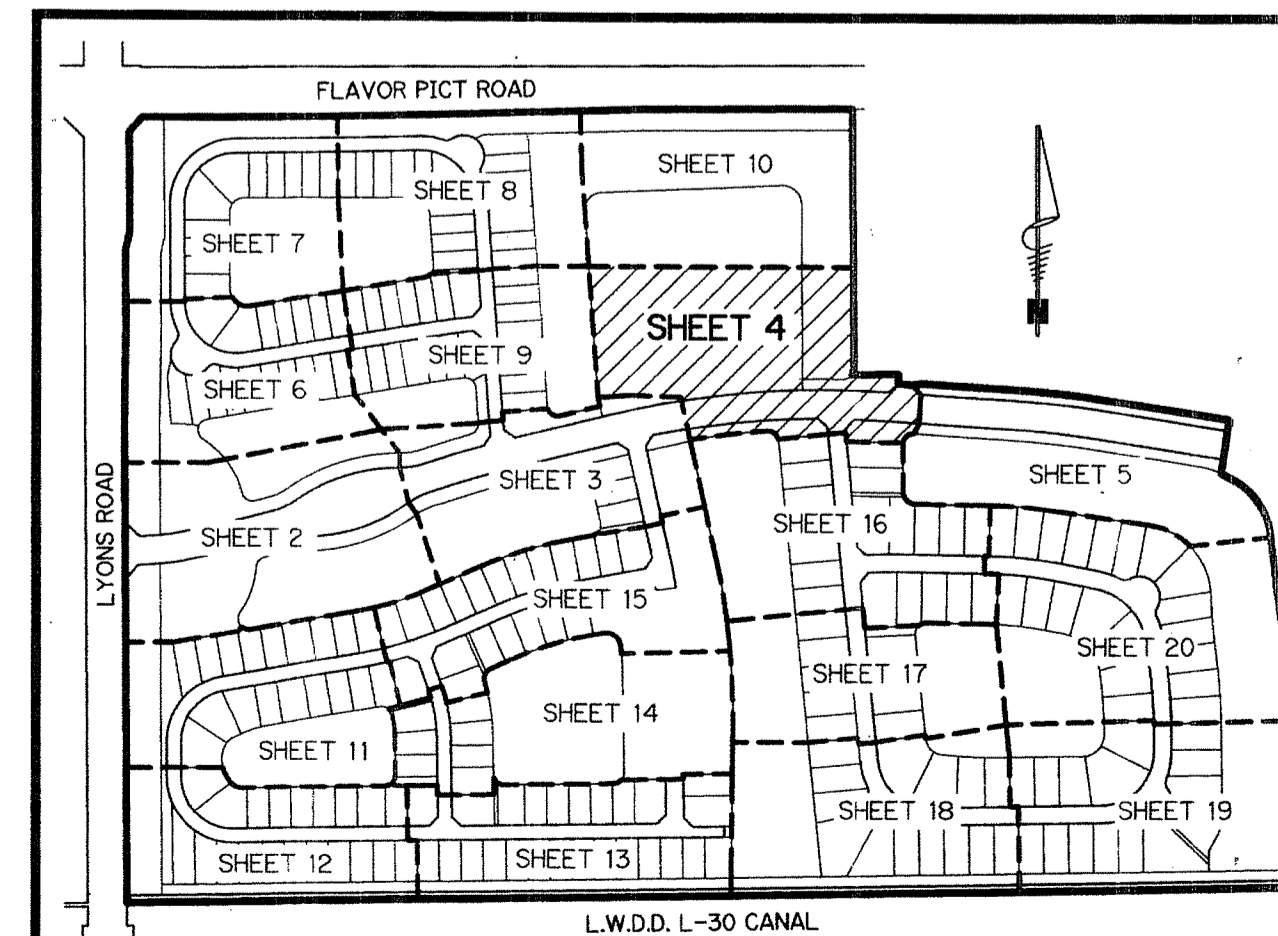 FLAVOR PICT ROAD
SHEET 10
SHEET 8
SHEET 7
SHEET 4
SHEET 9
SHEET 6
SHEET 5
SHEET 3
SHEET 16
SHEET 2
LYONS ROAD
SHEET 15
SHEET 20
SHEET 17
SHEET 14
SHEET 11
SHEET 18
SHEET 19
SHEET 12
SHEET 13
L.W.D.D. L-30 CANAL
N